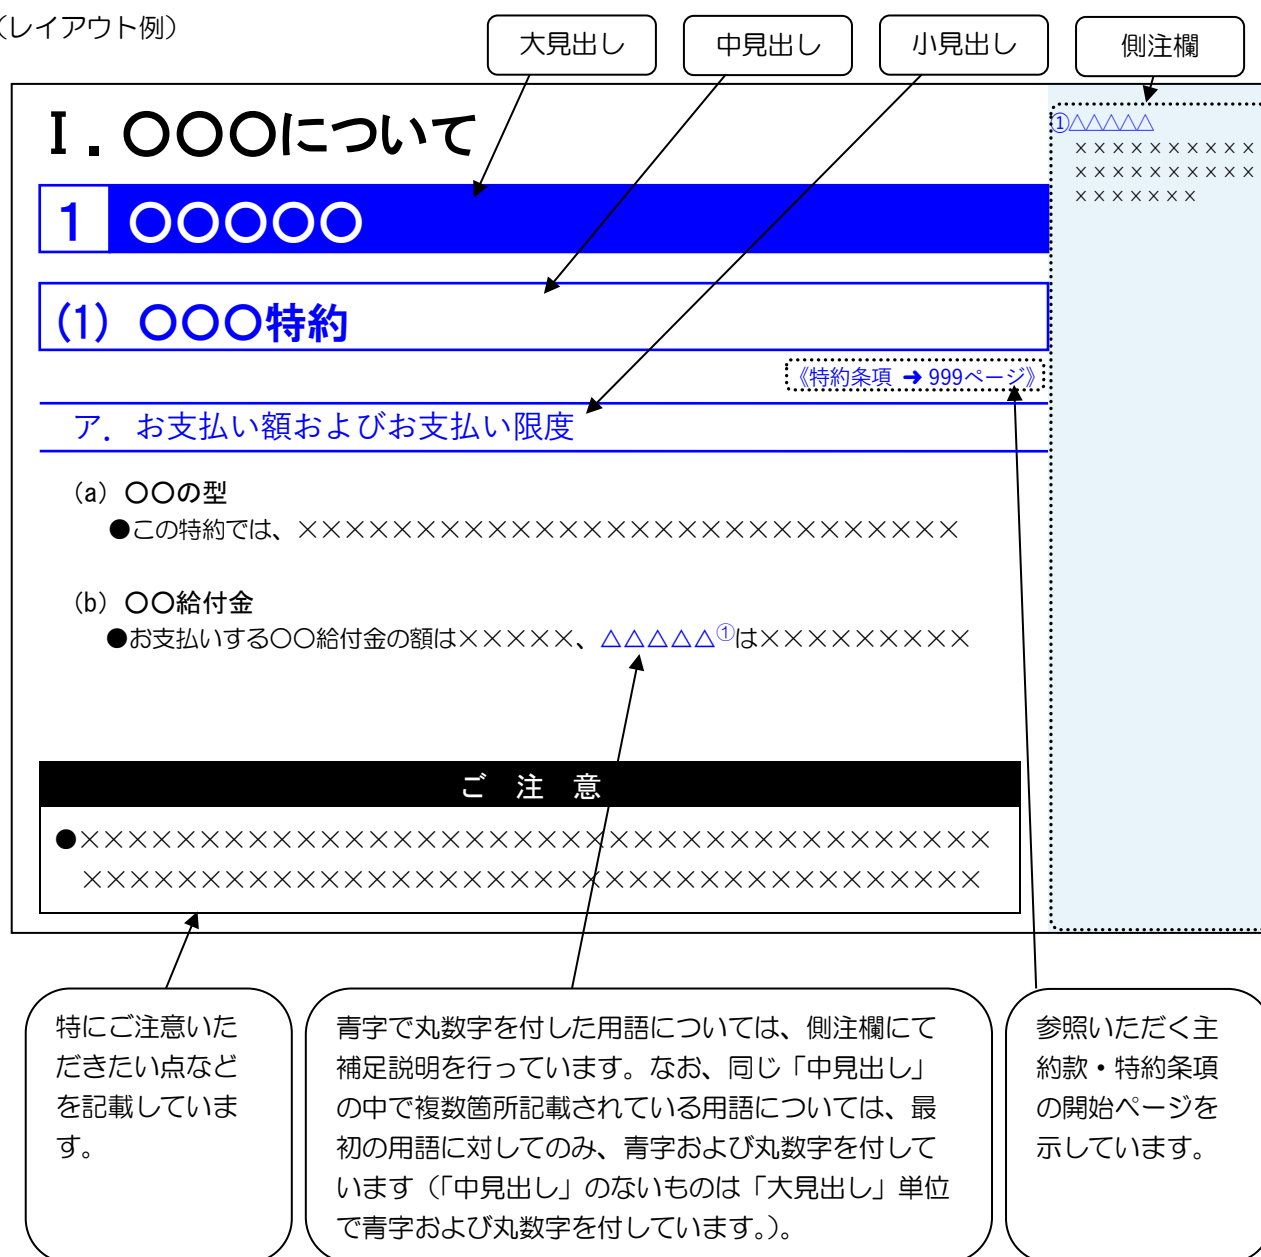 （レイアウト例）
大見出し
中見出し
小見出し
側注欄
Ⅰ．〇〇〇について
1 〇〇〇〇〇
(1) 〇〇〇特約
《特約条項 ➜ 999ページ》
ア．お支払い額およびお支払い限度
(a) 〇〇の型
●この特約では、××××××××××××××××××××××××××××
(b) 〇〇給付金
●お支払いする〇〇給付金の額は×××××、△△△△△①は×××××××××
ご 注 意
●××××××××××××××××××××××××××××××××××××××
××××××××××××××××××××××××××××××××××××××
①△△△△△
××××××××××
××××××××××
×××××××
特にご注意いた
だきたい点など
を記載していま
す。
青字で丸数字を付した用語については、側注欄にて
補足説明を行っています。なお、同じ「中見出し」
の中で複数箇所記載されている用語については、最
初の用語に対してのみ、青字および丸数字を付して
います（「中見出し」のないものは「大見出し」単位
で青字および丸数字を付しています。）。
参照いただく主
約款・特約条項
の開始ページを
示しています。